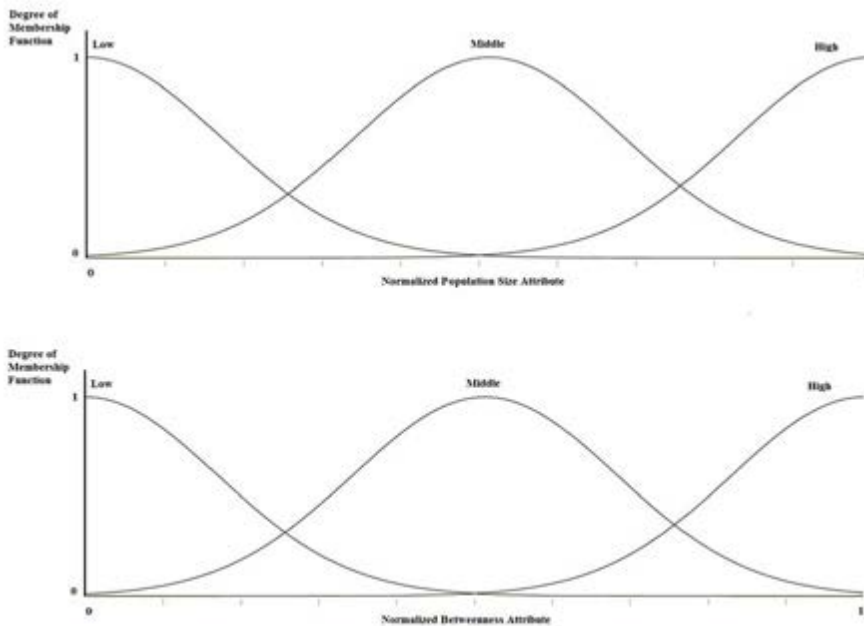 Degree of
Membership
Function
Low
Middle
High
1
0
0
Normalized Population Size Attribute
Degree of
Membership
Function
Low
Middle
High
1
0
0
1
Normalized Betweenness Attribute